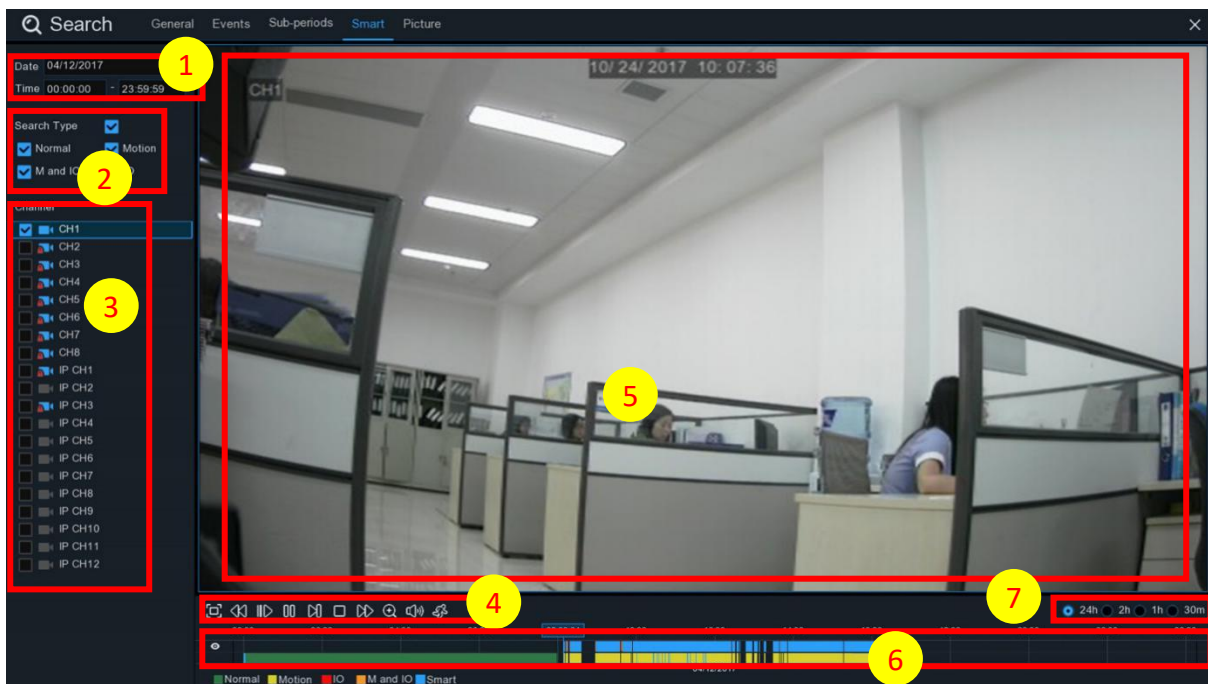 Search General Events Sub-periods Smart Picture
Date 04/12/2017
1
Time 00:00:00 - 23:59:59
Search Type
Normal Motion
M and IO
2
Channel
CH1
CH2
CH3
CH4
CH5
CH6
CH7
CH8
IP CH1
IP CH2
IP CH3
IP CH4
IP CH5
IP CH6
IP CH7
IP CH8
IP CH9
IP CH10
IP CH11
IP CH12
3
10/24/2017 10:07:36
CH1
5
4
7
24h 2h 1h 30m
6
04/12/2017
Normal Motion IO M and IO Smart